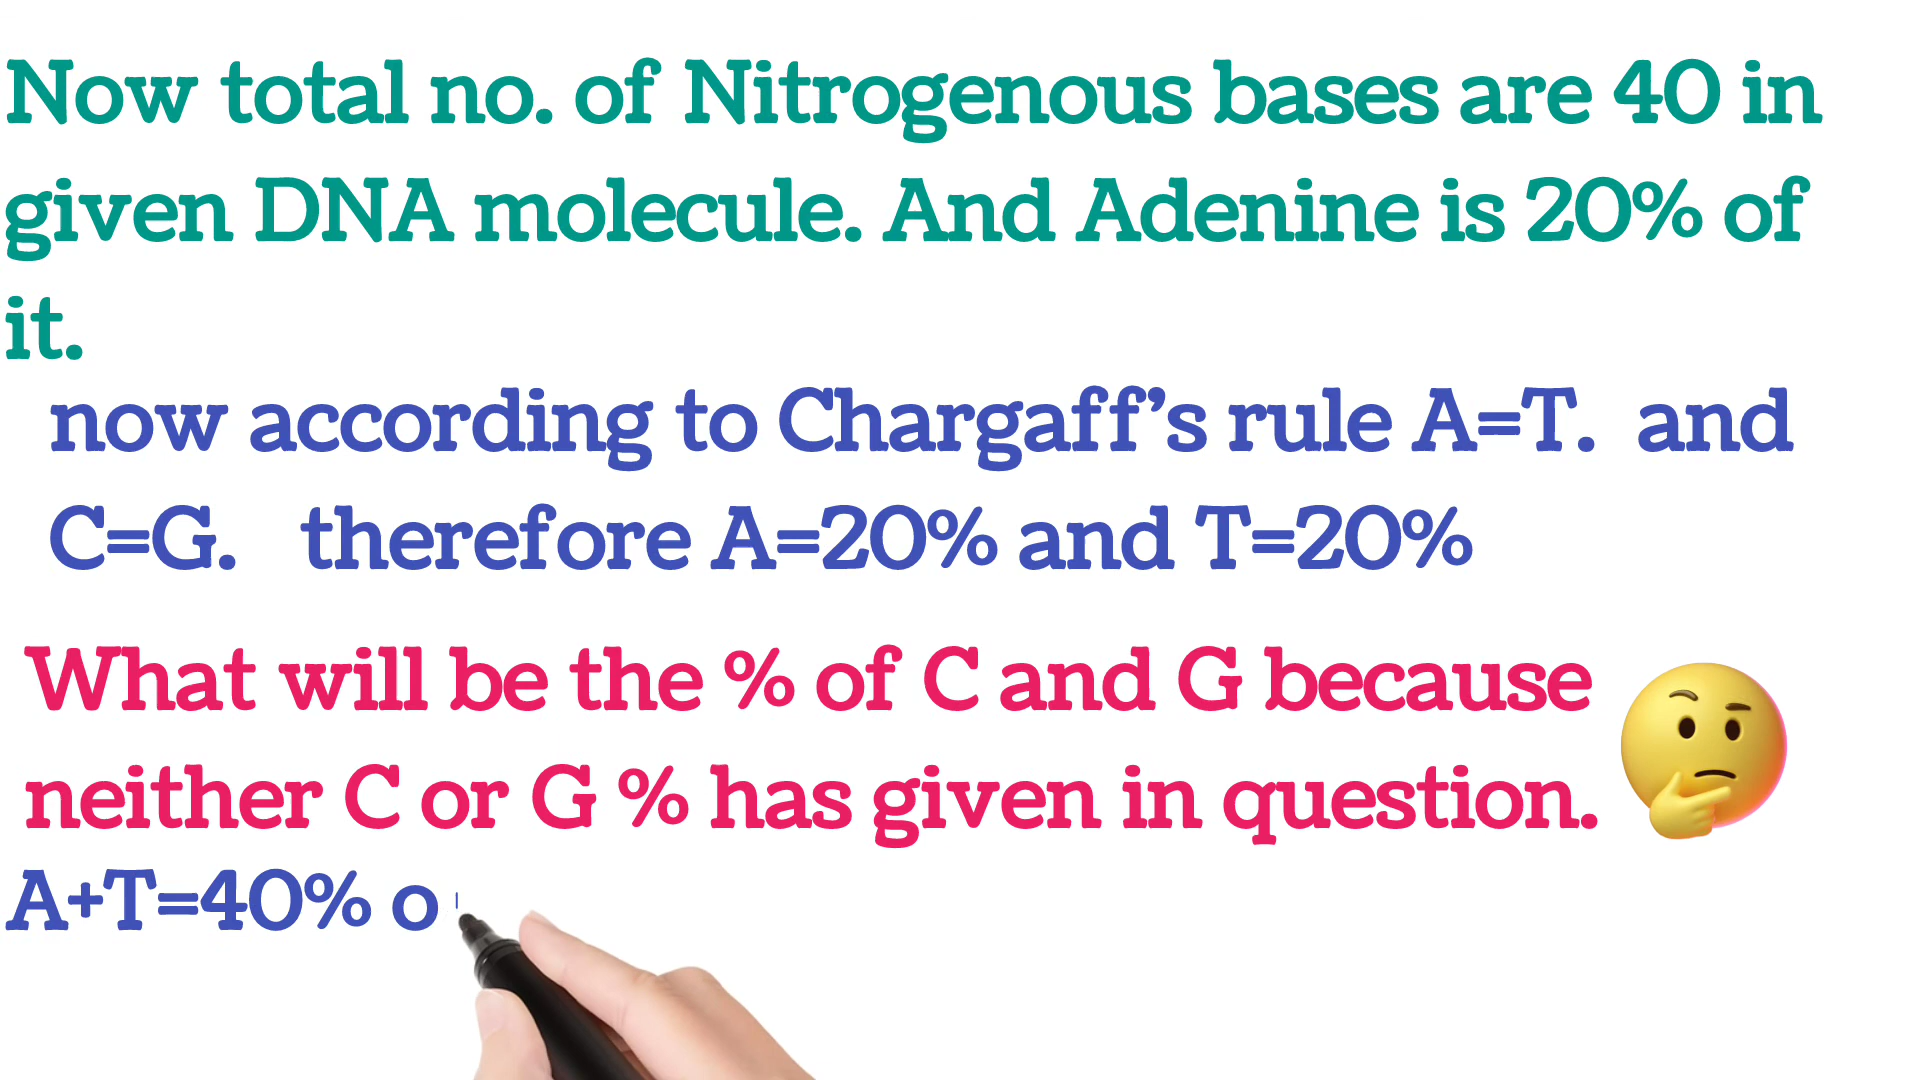 Now total no. of Nitrogenous bases are 40 in
given DNA molecule. And Adenine is 20% of
it.
now according to Chargaff's rule A=T. and
C=G. therefore A=20% and T=20%
What will be the % of C and G because
neither C or G % has given in question.
A+T=40% o